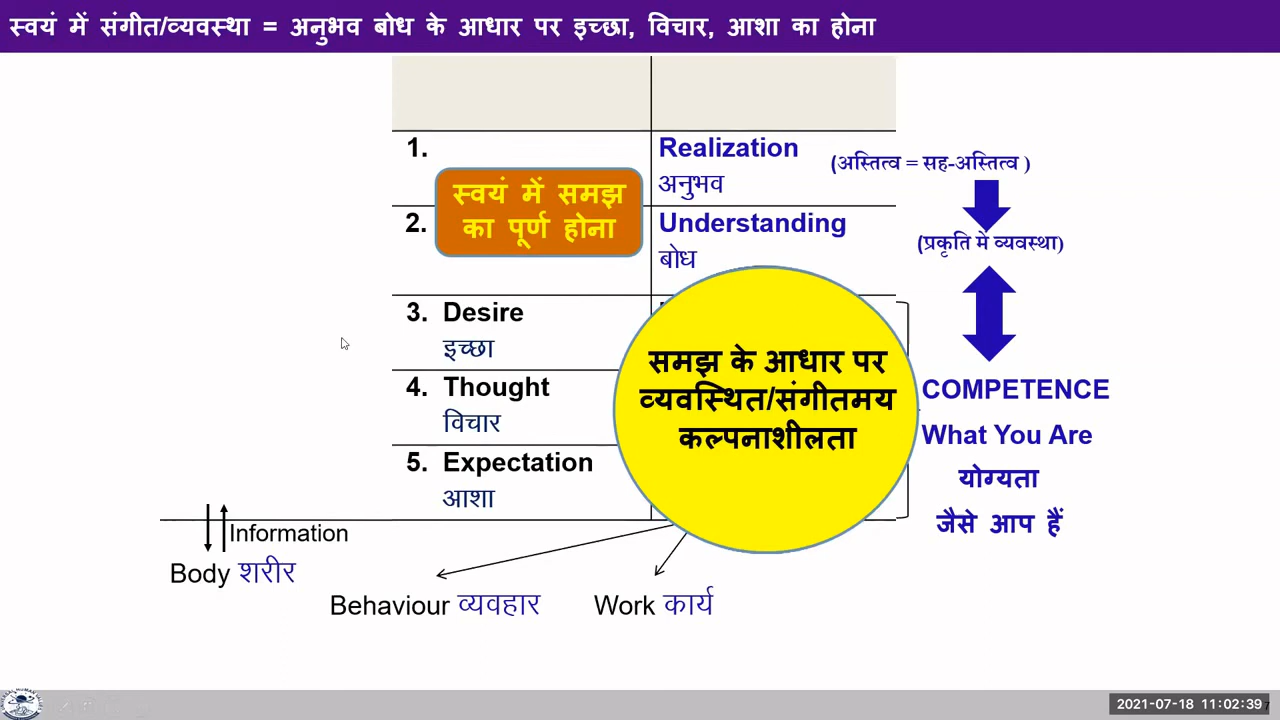 स्वयं में संगीत/व्यवस्था = अनुभव बोध के आधार पर इच्छा, विचार, आशा का होना
1.
Realization
अनुभव
(अस्तित्व = सह-अस्तित्व )
स्वयं में समझ
का पूर्ण होना
2.
Understanding
बोध
(प्रकृति में व्यवस्था)
3. Desire
इच्छा
4. Thought
विचार
5. Expectation
आशा
समझ के आधार पर
व्यवस्थित/संगीतमय
कल्पनाशीलता
COMPETENCE
What You Are
योग्यता
जैसे आप हैं
Information
Body शरीर
Behaviour व्यवहार
Work कार्य
2021-07-18 11:02:39